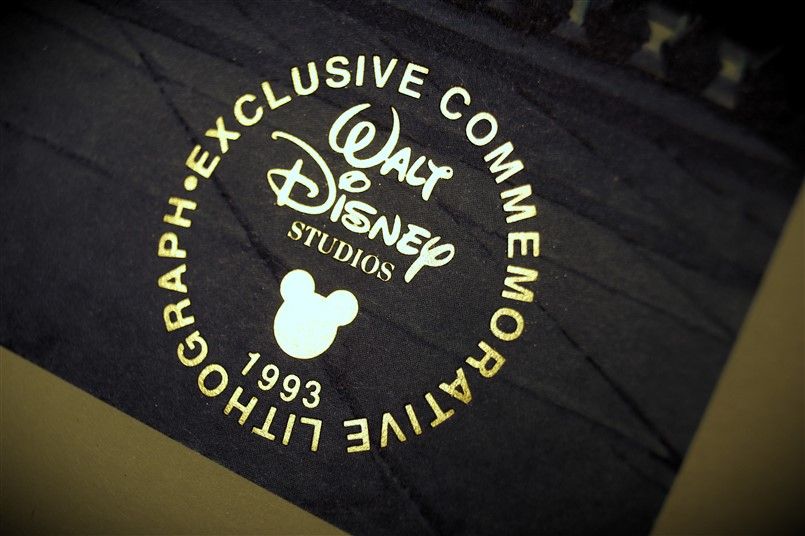 EXCLUSIVE COMMEMORATIVE LITHOGRAPH •
WALT
DISNEY
STUDIOS
1993